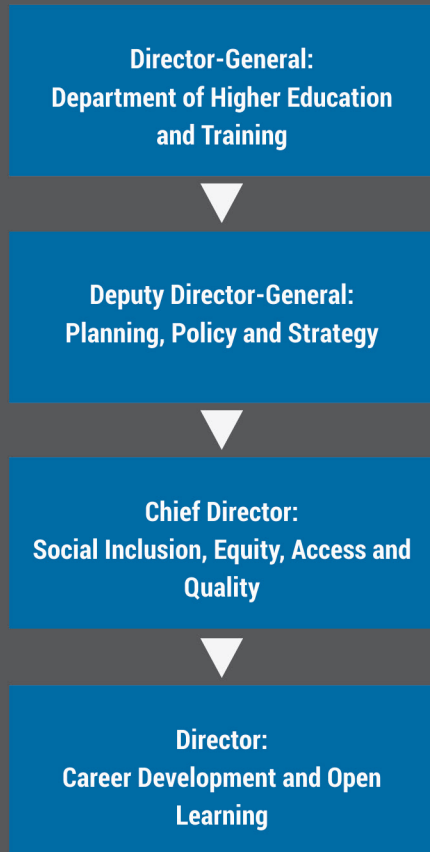 Director-General:
Department of Higher Education
and Training
Deputy Director-General:
Planning, Policy and Strategy
Chief Director:
Social Inclusion, Equity, Access and
Quality
Director:
Career Development and Open
Learning